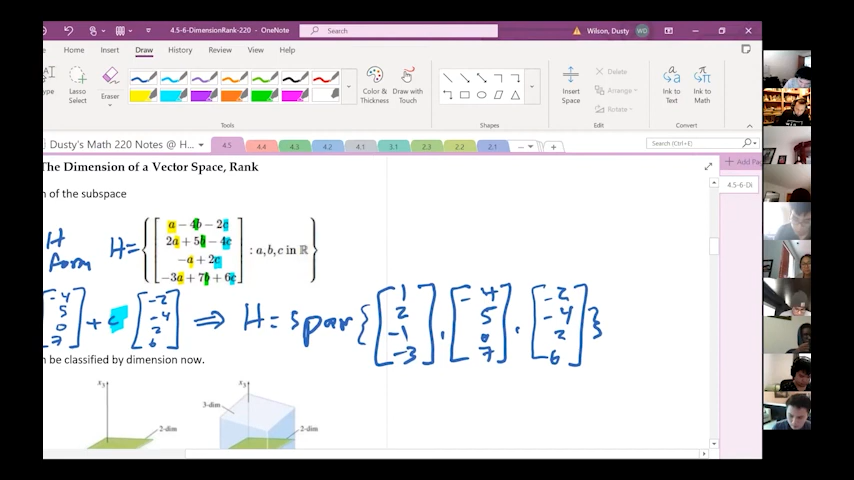 4.5-6-DimensionRank-220 - OneNote
Search
Wilson, Dusty
WD
Home Insert Draw History Review View Help
Type
Lasso Select
Eraser
Color & Thickness
Draw with Touch
Insert Space
Delete
Arrange
Rotate
Ink to Text
Ink to Math
Tools
Shapes
Edit
Convert
Dusty's Math 220 Notes @ H...
4.5 4.4 4.3 4.2 4.1 3.1 2.3 2.2 2.1
Search (Ctrl+E)
The Dimension of a Vector Space, Rank
Add Pag
4.5-6-Di
n of the subspace
H form
H = { [ a − 4b − 2c
2a + 5b − 4c
−a + 2c
−3a + 7b + 6c ] : a, b, c in ℝ }
[ −4 5 0 7 ] + c [ −2 −4 2 6 ] ⇒ H = span { [ 1 2 −1 −3 ] , [ −4 5 0 7 ] , [ −2 −4 2 6 ] }
n be classified by dimension now.
x3
2-dim
x3
3-dim
2-dim